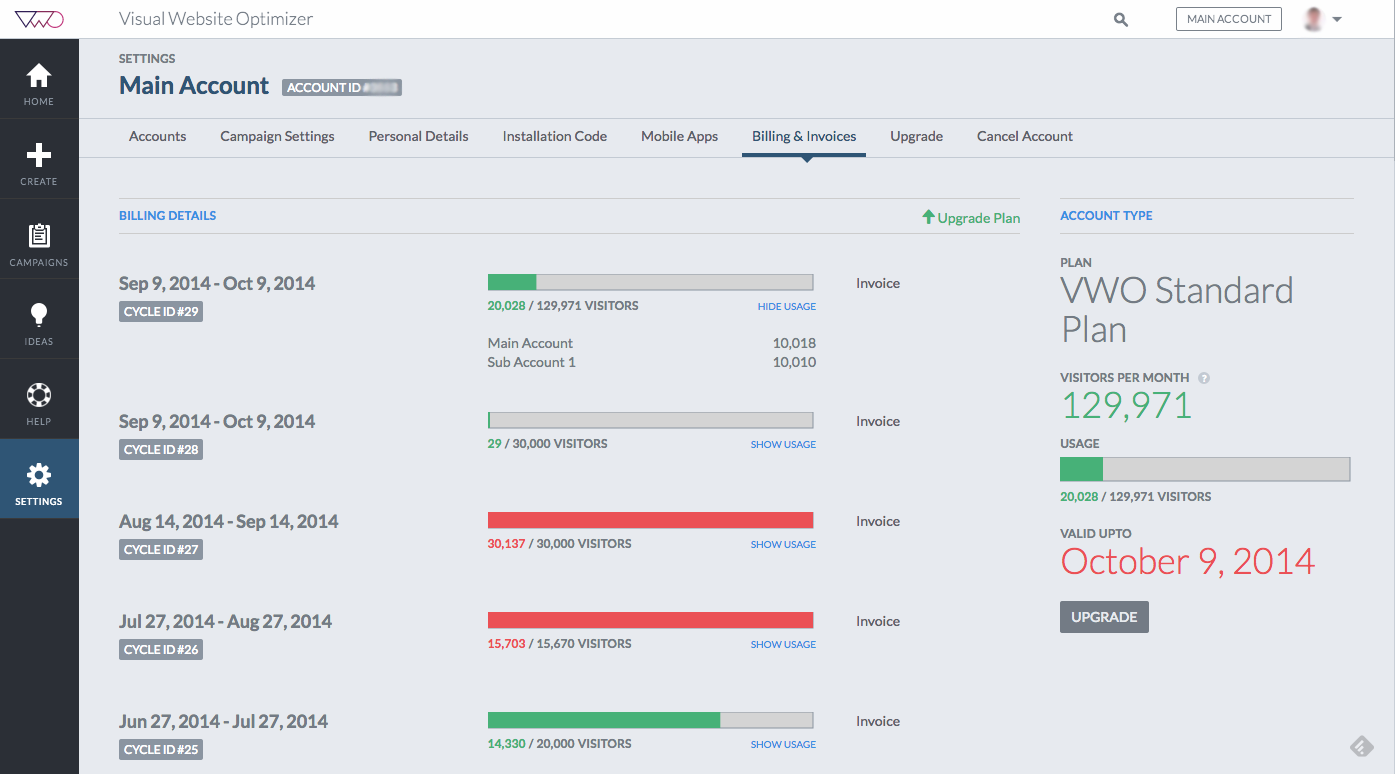 VWO
Visual Website Optimizer
MAIN ACCOUNT
HOME
CREATE
CAMPAIGNS
IDEAS
HELP
SETTINGS
SETTINGS
Main Account
ACCOUNT ID
Accounts
Campaign Settings
Personal Details
Installation Code
Mobile Apps
Billing & Invoices
Upgrade
Cancel Account
BILLING DETAILS
Upgrade Plan
Sep 9, 2014 - Oct 9, 2014
CYCLE ID #29
20,028 / 129,971 VISITORS
HIDE USAGE
Invoice
Main Account 10,018
Sub Account 1 10,010
Sep 9, 2014 - Oct 9, 2014
CYCLE ID #28
29 / 30,000 VISITORS
SHOW USAGE
Invoice
Aug 14, 2014 - Sep 14, 2014
CYCLE ID #27
30,137 / 30,000 VISITORS
SHOW USAGE
Invoice
Jul 27, 2014 - Aug 27, 2014
CYCLE ID #26
15,703 / 15,670 VISITORS
SHOW USAGE
Invoice
Jun 27, 2014 - Jul 27, 2014
CYCLE ID #25
14,330 / 20,000 VISITORS
SHOW USAGE
Invoice
ACCOUNT TYPE
PLAN
VWO Standard
Plan
VISITORS PER MONTH ?
129,971
USAGE
20,028 / 129,971 VISITORS
VALID UPTO
October 9, 2014
UPGRADE